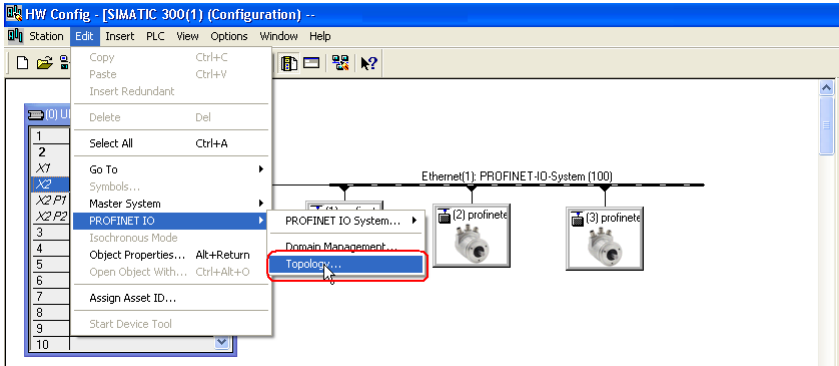 HW Config - [SIMATIC 300(1) (Configuration) --
Station Edit Insert PLC View Options Window Help
Copy Ctrl+C
Paste Ctrl+V
Insert Redundant
Delete Del
Select All Ctrl+A
Go To
Symbols...
Master System
PROFINET IO
Isochronous Mode
Object Properties... Alt+Return
Open Object With... Ctrl+Alt+O
Assign Asset ID...
Start Device Tool
PROFINET IO System...
Domain Management...
Topology...
(0) U
1
2
X1
X2
X2 P1
X2 P2
3
4
5
6
7
8
9
10
Ethernet(1): PROFINET-IO-System (100)
(2) profinete
(3) profinete